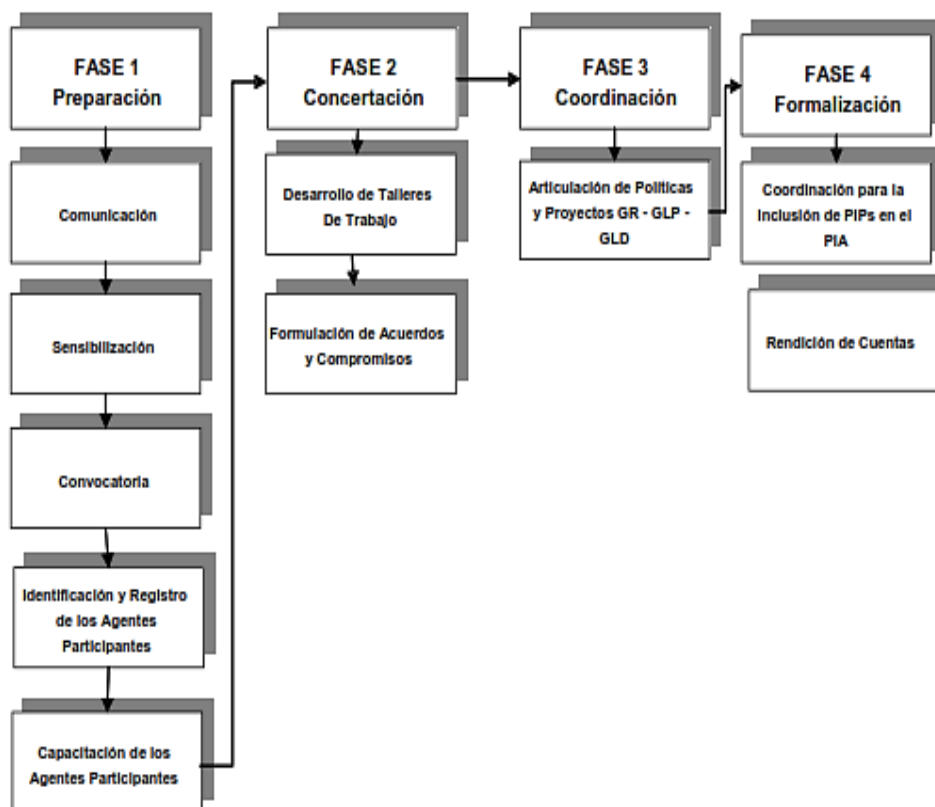 FASE 1
Preparación
Comunicación
Sensibilización
Convocatoria
Identificación y Registro
de los Agentes
Participantes
Capacitación de los
Agentes Participantes
FASE 2
Concertación
Desarrollo de Talleres
De Trabajo
Formulación de Acuerdos
y Compromisos
FASE 3
Coordinación
Articulación de Políticas
y Proyectos GR - GLP -
GLD
FASE 4
Formalización
Coordinación para la
Inclusión de PIPs en el
PIA
Rendición de Cuentas